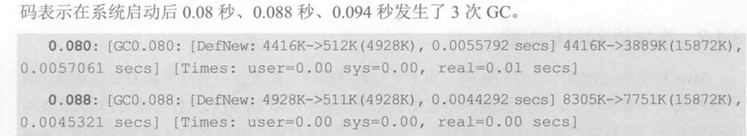 码表示在系统启动后 0.08 秒、0.088 秒、0.094 秒发生了 3 次 GC。
0.080: [GC0.080: [DefNew: 4416K->512K(4928K), 0.0055792 secs] 4416K->3889K(15872K),
0.0057061 secs] [Times: user=0.00 sys=0.00, real=0.01 secs]
0.088: [GC0.088: [DefNew: 4928K->511K(4928K), 0.0044292 secs] 8305K->7751K(15872K),
0.0045321 secs] [Times: user=0.00 sys=0.00, real=0.00 secs]